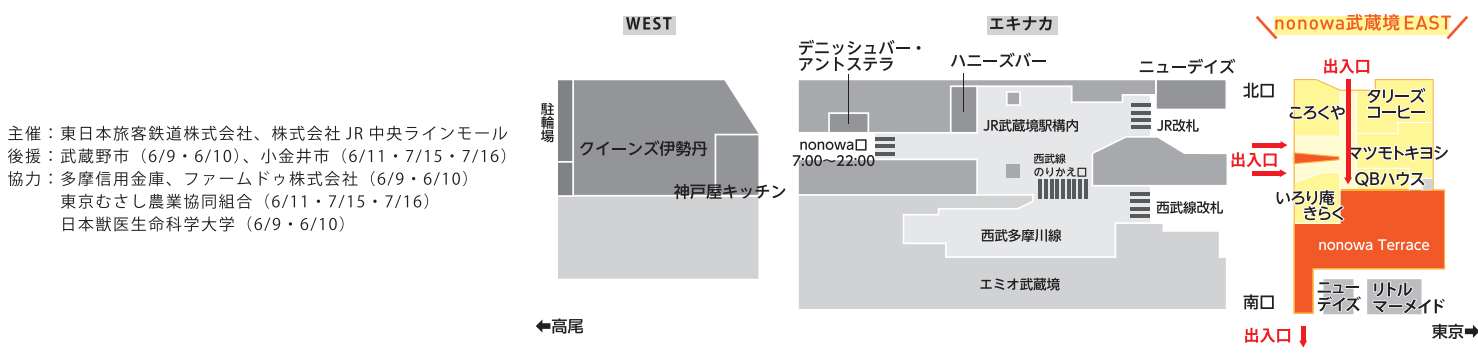 主催：東日本旅客鉄道株式会社、株式会社 JR 中央ラインモール
後援：武蔵野市（6/9・6/10）、小金井市（6/11・7/15・7/16）
協力：多摩信用金庫、ファームドゥ株式会社（6/9・6/10）
東京むさし農業協同組合（6/11・7/15・7/16）
日本獣医生命科学大学（6/9・6/10）
WEST
駐輪場
クイーンズ伊勢丹
神戸屋キッチン
←高尾
エキナカ
デニッシュバー・
アントステラ
ハニーズバー
ニューデイズ
nonowa口
7:00～22:00
JR武蔵境駅構内
JR改札
西武線
のりかえ口
西武線改札
西武多摩川線
エミオ武蔵境
北口
南口
nonowa武蔵境 EAST
出入口
ころくや
タリーズ
コーヒー
出入口
マツモトキヨシ
QBハウス
いろり庵
きらく
nonowa Terrace
ニュー
デイズ
リトル
マーメイド
出入口
東京→